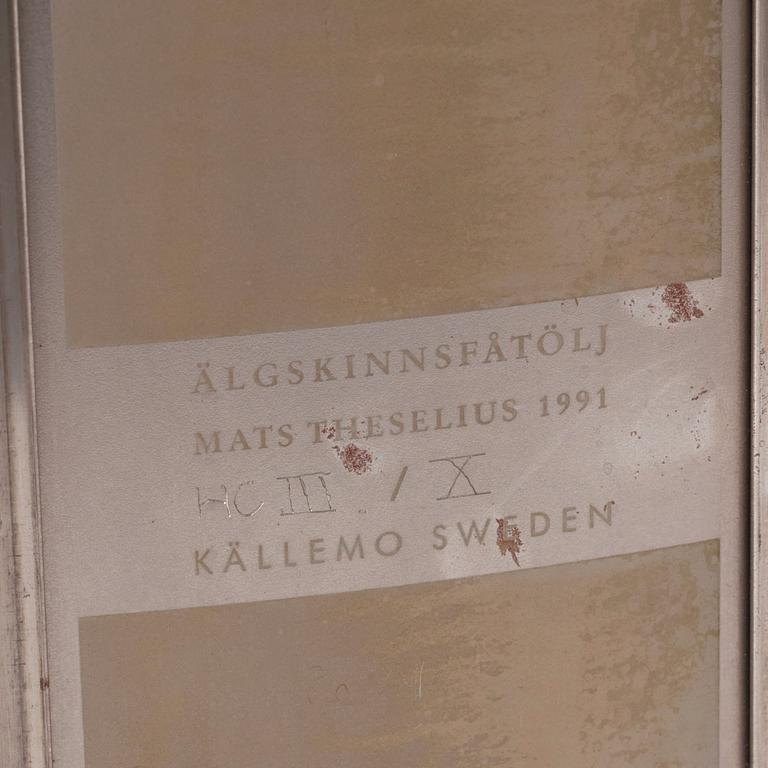 ÄLGSKINNSFÅTÖLJ
MATS THESELIUS 1991
HC III / X
KÄLLEMO SWEDEN